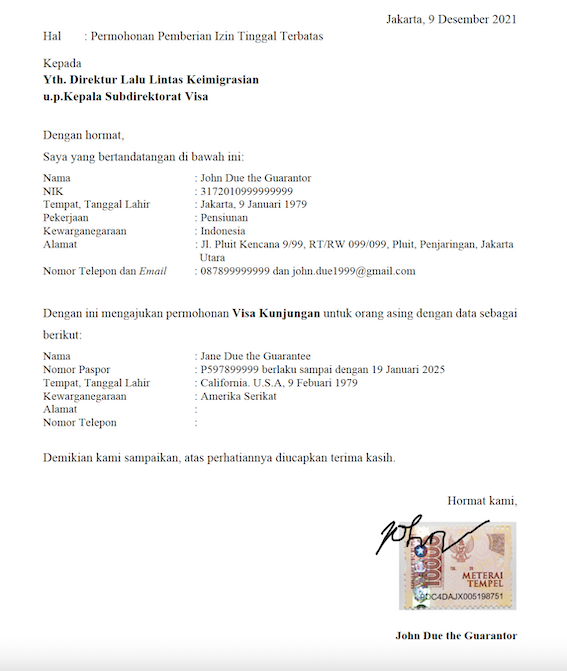 Jakarta, 9 Desember 2021
Hal : Permohonan Pemberian Izin Tinggal Terbatas
Kepada
Yth. Direktur Lalu Lintas Keimigrasian
u.p.Kepala Subdirektorat Visa
Dengan hormat,
Saya yang bertandatangan di bawah ini:
Nama : John Due the Guarantor
NIK : 3172010999999999
Tempat, Tanggal Lahir : Jakarta, 9 Januari 1979
Pekerjaan : Pensiunan
Kewarganegaraan : Indonesia
Alamat : Jl. Pluit Kencana 9/99, RT/RW 099/099, Pluit, Penjaringan, Jakarta
Utara
Nomor Telepon dan Email : 087899999999 dan john.due1999@gmail.com
Dengan ini mengajukan permohonan Visa Kunjungan untuk orang asing dengan data sebagai
berikut:
Nama : Jane Due the Guarantee
Nomor Paspor : P597899999 berlaku sampai dengan 19 Januari 2025
Tempat, Tanggal Lahir : California. U.S.A, 9 Febuari 1979
Kewarganegaraan : Amerika Serikat
Alamat :
Nomor Telepon :
Demikian kami sampaikan, atas perhatiannya diucapkan terima kasih.
Hormat kami,
10000
METERAI
TEMPEL
John Due the Guarantor